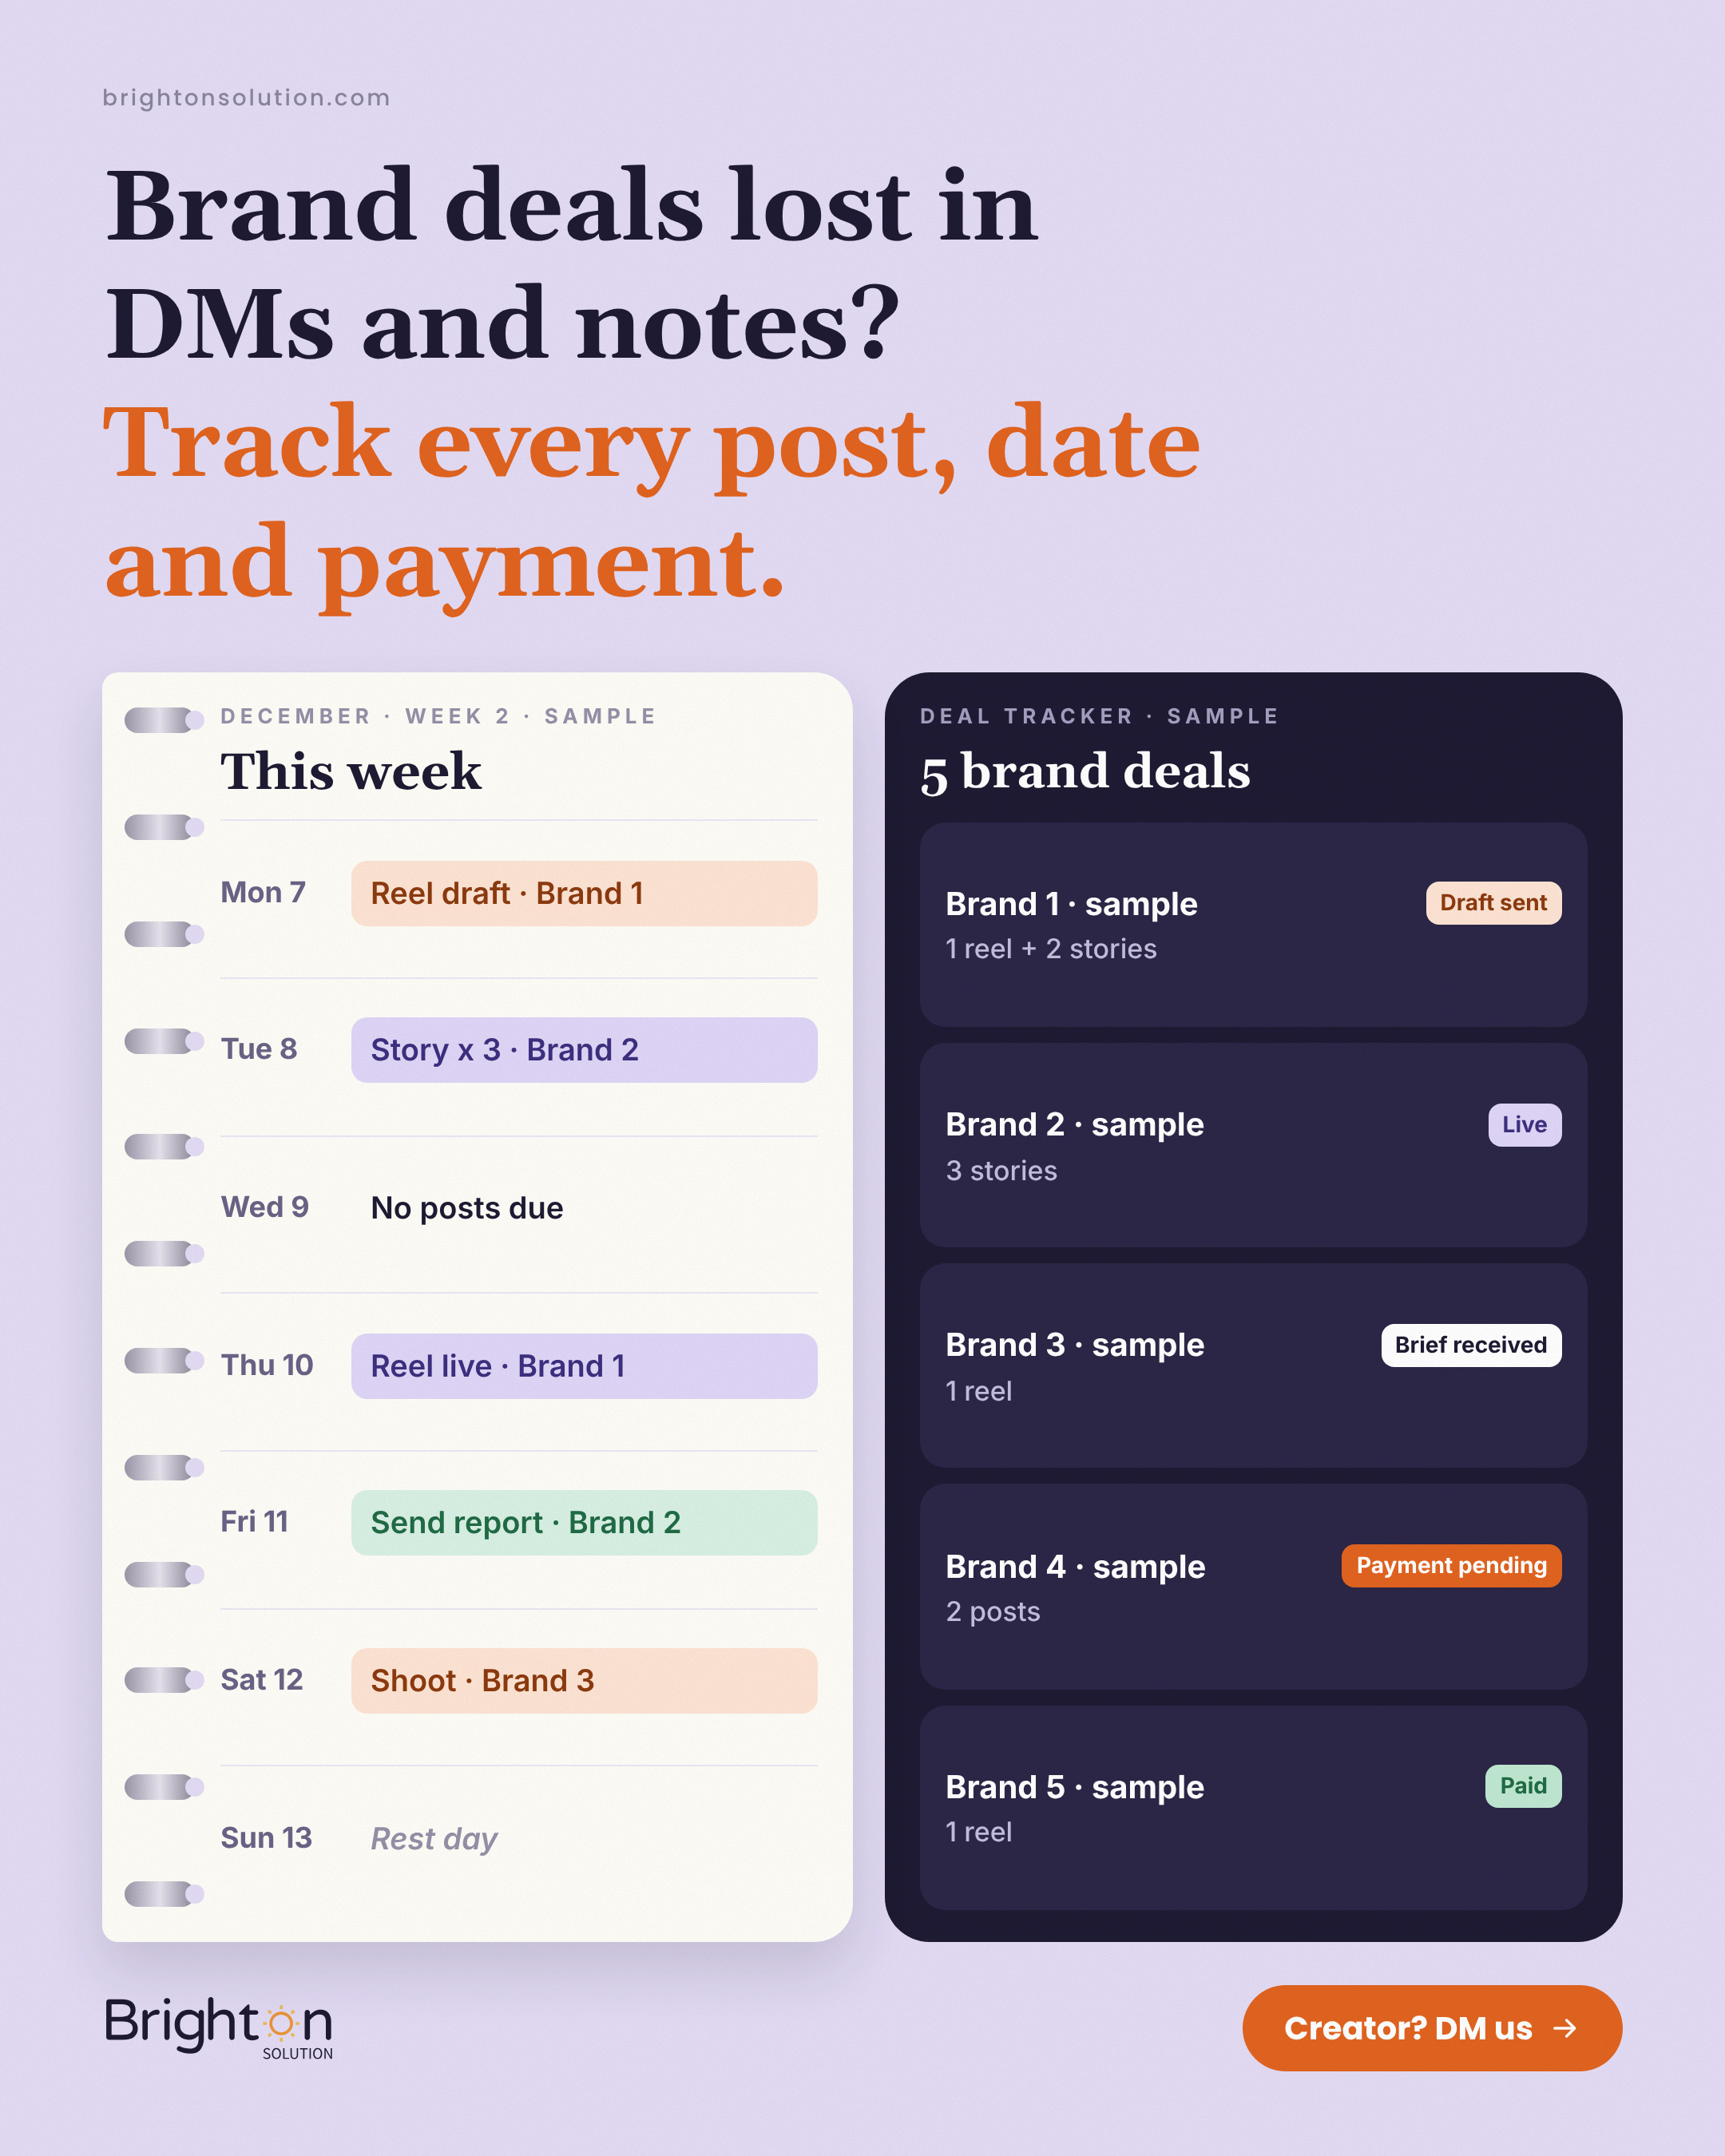 brightonsolution.com
Brand deals lost in
DMs and notes?
Track every post, date
and payment.
DECEMBER · WEEK 2 · SAMPLE
This week
Mon 7
Reel draft · Brand 1
Tue 8
Story x 3 · Brand 2
Wed 9
No posts due
Thu 10
Reel live · Brand 1
Fri 11
Send report · Brand 2
Sat 12
Shoot · Brand 3
Sun 13
Rest day
DEAL TRACKER · SAMPLE
5 brand deals
Brand 1 · sample
Draft sent
1 reel + 2 stories
Brand 2 · sample
Live
3 stories
Brand 3 · sample
Brief received
1 reel
Brand 4 · sample
Payment pending
2 posts
Brand 5 · sample
Paid
1 reel
Brighton
SOLUTION
Creator? DM us →